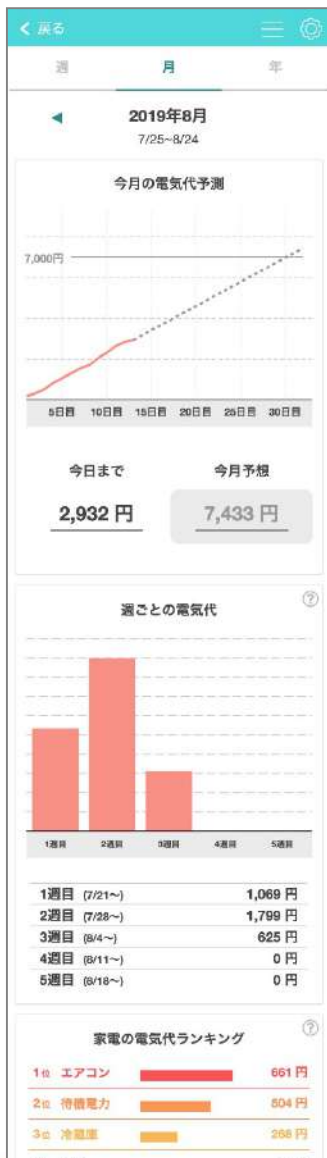 戻る
週 月 年
2019年8月
7/25~8/24
今月の電気代予測
7,000円
5日目 10日目 15日目 20日目 25日目 30日目
今日まで 今月予想
2,932 円 7,433 円
週ごとの電気代 ?
1週目 2週目 3週目 4週目 5週目
1週目 (7/21~) 1,069 円
2週目 (7/28~) 1,799 円
3週目 (8/4~) 625 円
4週目 (8/11~) 0 円
5週目 (8/18~) 0 円
家電の電気代ランキング ?
1位 エアコン 661 円
2位 待機電力 504 円
3位 冷蔵庫 268 円